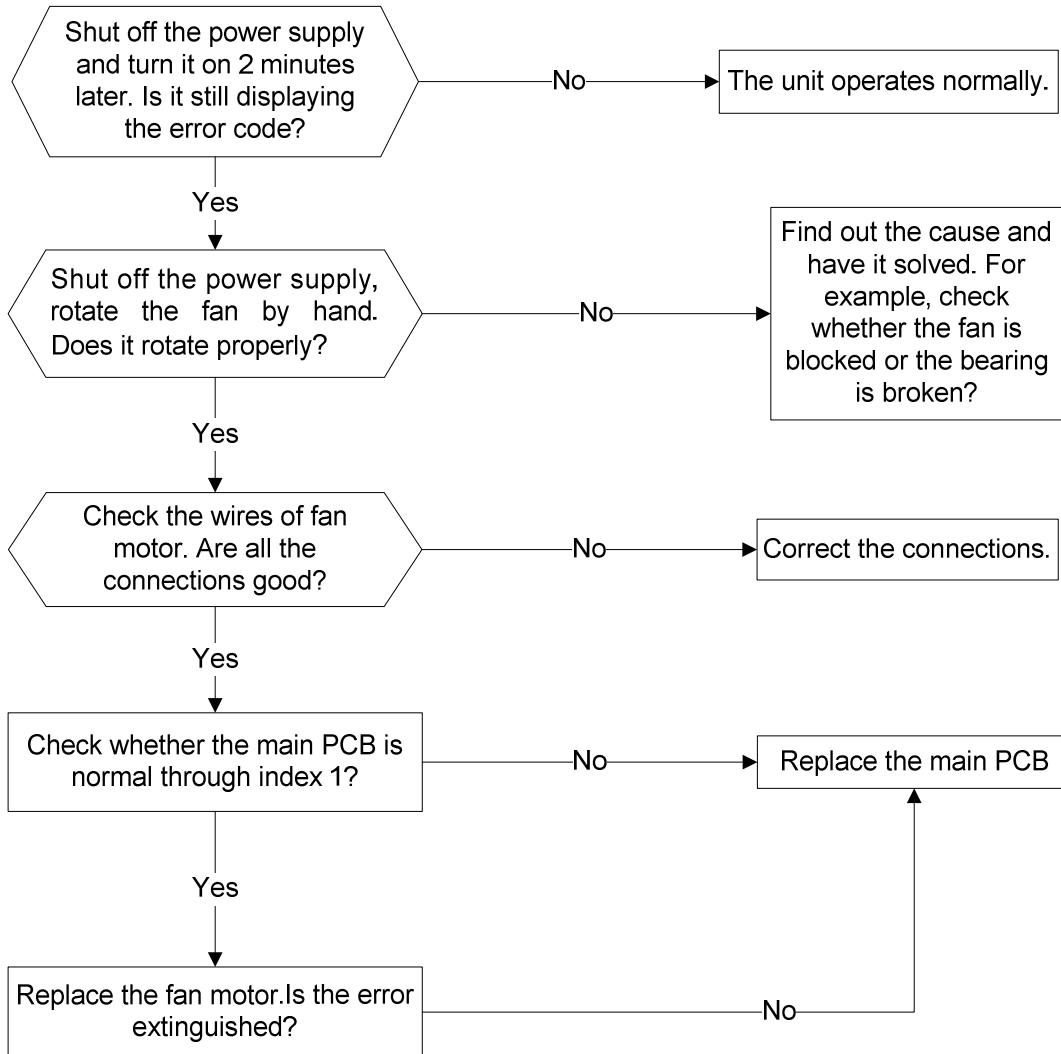 Shut off the power supply
and turn it on 2 minutes
later. Is it still displaying
the error code?
No
The unit operates normally.
Yes
Shut off the power supply,
rotate the fan by hand.
Does it rotate properly?
No
Find out the cause and
have it solved. For
example, check
whether the fan is
blocked or the bearing
is broken?
Yes
Check the wires of fan
motor. Are all the
connections good?
No
Correct the connections.
Yes
Check whether the main PCB is
normal through index 1?
No
Replace the main PCB
Yes
Replace the fan motor.Is the error
extinguished?
No